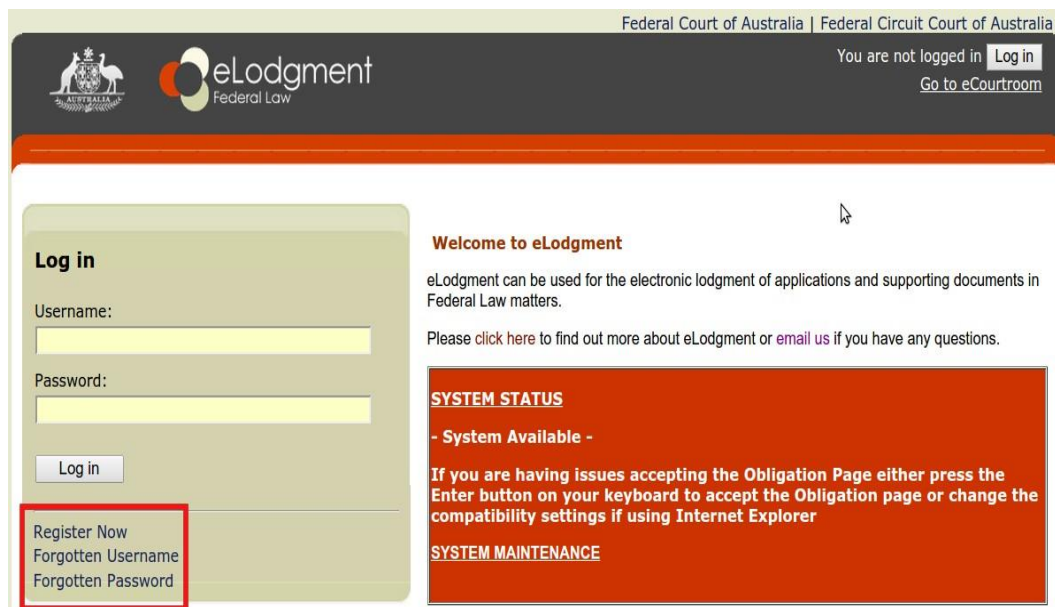 Federal Court of Australia | Federal Circuit Court of Australia
AUSTRALIA
eLodgment
Federal Law
You are not logged in Log in
Go to eCourtroom
Log in
Username:
Password:
Log in
Register Now
Forgotten Username
Forgotten Password
Welcome to eLodgment
eLodgment can be used for the electronic lodgment of applications and supporting documents in
Federal Law matters.
Please click here to find out more about eLodgment or email us if you have any questions.
SYSTEM STATUS
- System Available -
If you are having issues accepting the Obligation Page either press the
Enter button on your keyboard to accept the Obligation page or change the
compatibility settings if using Internet Explorer
SYSTEM MAINTENANCE